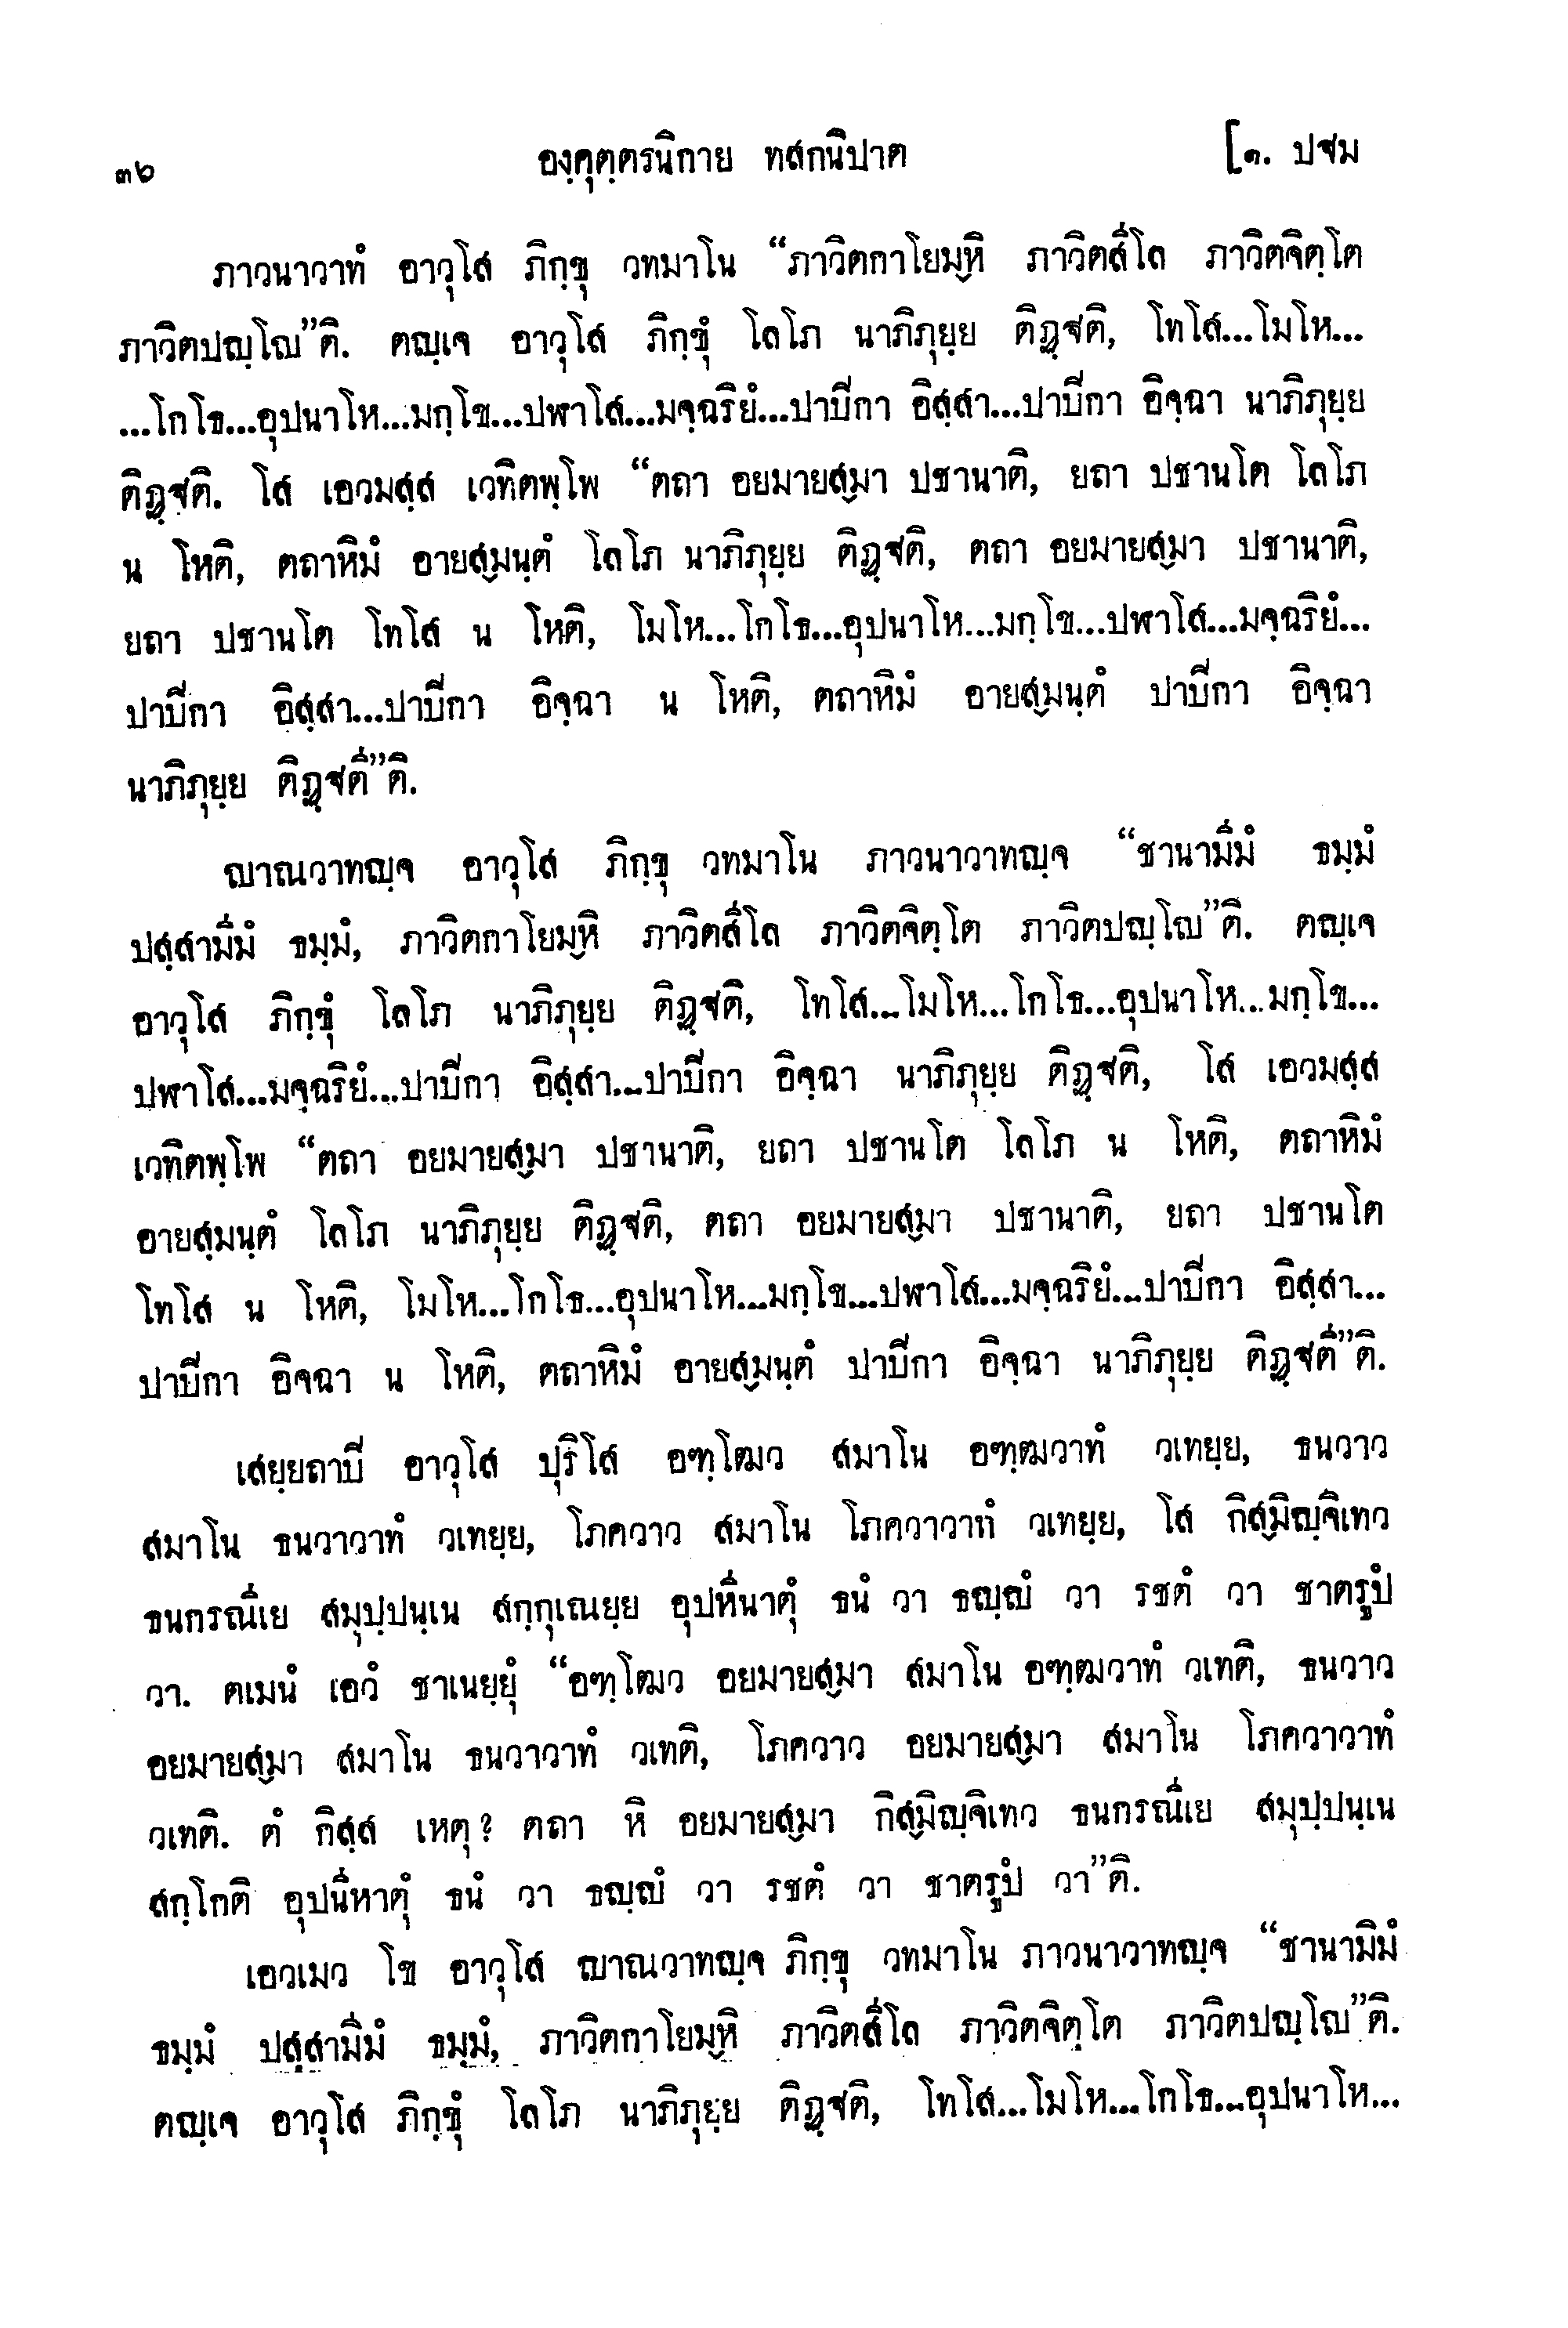 ๓๖ องฺคุตฺตรนิกาย ทสกนิปาต [๑. ปฐม
ภาวนาวาทํ อาวุโส ภิกฺขุ วทมาโน “ภาวิตกาโยมฺหิ ภาวิตสีโล ภาวิตจิตฺโต
ภาวิตปญฺโญ”ติ. ตญฺเจ อาวุโส ภิกฺขุํ โลโภ นาภิภุยฺย ติฏฺฐติ, โทโส...โมโห...
...โกโธ...อุปนาโห...มกฺโข...ปฬาโส...มจฺฉริยํ...ปาปีกา อิสฺสา...ปาปีกา อิจฺฉา นาภิภุยฺย
ติฏฺฐติ. โส เอวมสฺส เวทิตพฺโพ “ตถา อยมายสฺมา ปชานาติ, ยถา ปชานโต โลโภ
น โหติ, ตถาหิมํ อายสฺมนฺตํ โลโภ นาภิภุยฺย ติฏฺฐติ, ตถา อยมายสฺมา ปชานาติ,
ยถา ปชานโต โทโส น โหติ, โมโห...โกโธ...อุปนาโห...มกฺโข...ปฬาโส...มจฺฉริยํ...
ปาปีกา อิสฺสา...ปาปีกา อิจฺฉา น โหติ, ตถาหิมํ อายสฺมนฺตํ ปาปีกา อิจฺฉา
นาภิภุยฺย ติฏฺฐตี”ติ.
ญาณวาทญฺจ อาวุโส ภิกฺขุ วทมาโน ภาวนาวาทญฺจ “ชานามิมํ ธมฺมํ
ปสฺสามิมํ ธมฺมํ, ภาวิตกาโยมฺหิ ภาวิตสีโล ภาวิตจิตฺโต ภาวิตปญฺโญ”ติ. ตญฺเจ
อาวุโส ภิกฺขุํ โลโภ นาภิภุยฺย ติฏฺฐติ, โทโส...โมโห...โกโธ...อุปนาโห...มกฺโข...
ปฬาโส...มจฺฉริยํ...ปาปีกา อิสฺสา...ปาปีกา อิจฺฉา นาภิภุยฺย ติฏฺฐติ, โส เอวมสฺส
เวทิตพฺโพ “ตถา อยมายสฺมา ปชานาติ, ยถา ปชานโต โลโภ น โหติ, ตถาหิมํ
อายสฺมนฺตํ โลโภ นาภิภุยฺย ติฏฺฐติ, ตถา อยมายสฺมา ปชานาติ, ยถา ปชานโต
โทโส น โหติ, โมโห...โกโธ...อุปนาโห...มกฺโข...ปฬาโส...มจฺฉริยํ...ปาปีกา อิสฺสา...
ปาปีกา อิจฺฉา น โหติ, ตถาหิมํ อายสฺมนฺตํ ปาปีกา อิจฺฉา นาภิภุยฺย ติฏฺฐตี”ติ.
เสยฺยถาปี อาวุโส ปุริโส อฑฺโฒว สมาโน อฑฺฒวาทํ วเทยฺย, ธนวาว
สมาโน ธนวาวาทํ วเทยฺย, โภควาว สมาโน โภควาวาทํ วเทยฺย, โส กิสฺมิญฺจิเทว
ธนกรณีเย สมุปฺปนฺเน สกฺกุเณยฺย อุปหีนาตุํ ธนํ วา ธญฺญํ วา รชตํ วา ชาตรูปํ
วา. ตเมนํ เอวํ ชาเนยฺยุํ “อฑฺโฒว อยมายสฺมา สมาโน อฑฺฒวาทํ วเทติ, ธนวาว
อยมายสฺมา สมาโน ธนวาวาทํ วเทติ, โภควาว อยมายสฺมา สมาโน โภควาวาทํ
วเทติ. ตํ กิสฺส เหตุ? ตถา หิ อยมายสฺมา กิสฺมิญฺจิเทว ธนกรณีเย สมุปฺปนฺเน
สกฺโกติ อุปนีหาตุํ ธนํ วา ธญฺญํ วา รชตํ วา ชาตรูปํ วา”ติ.
เอวเมว โข อาวุโส ญาณวาทญฺจ ภิกฺขุ วทมาโน ภาวนาวาทญฺจ “ชานามิมํ
ธมฺมํ ปสฺสามิมํ ธมฺมํ, ภาวิตกาโยมฺหิ ภาวิตสีโล ภาวิตจิตฺโต ภาวิตปญฺโญ”ติ.
ตญฺเจ อาวุโส ภิกฺขุํ โลโภ นาภิภุยฺย ติฏฺฐติ, โทโส...โมโห...โกโธ...อุปนาโห...